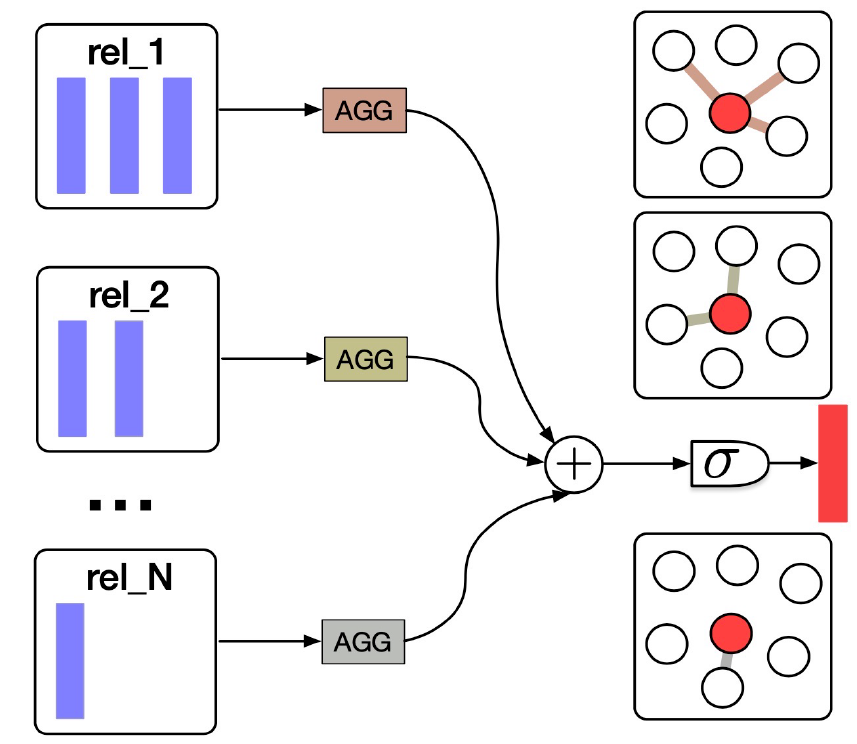 rel_1
AGG
rel_2
AGG
+
σ
...
rel_N
AGG